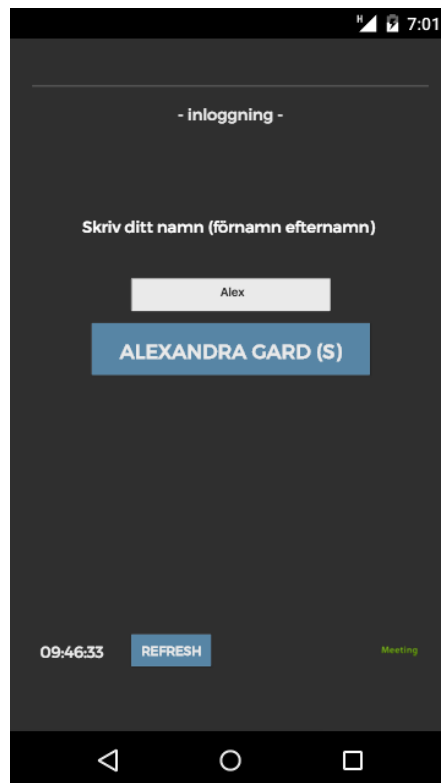 H 7:01
- inloggning -
Skriv ditt namn (förnamn efternamn)
Alex
ALEXANDRA GARD (S)
09:46:33 REFRESH Meeting